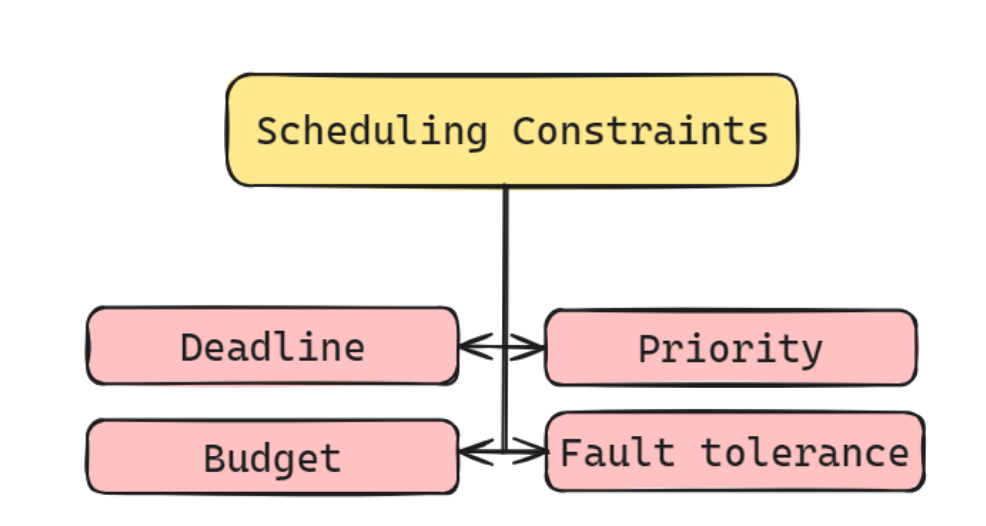 Scheduling Constraints
Deadline
Priority
Budget
Fault tolerance